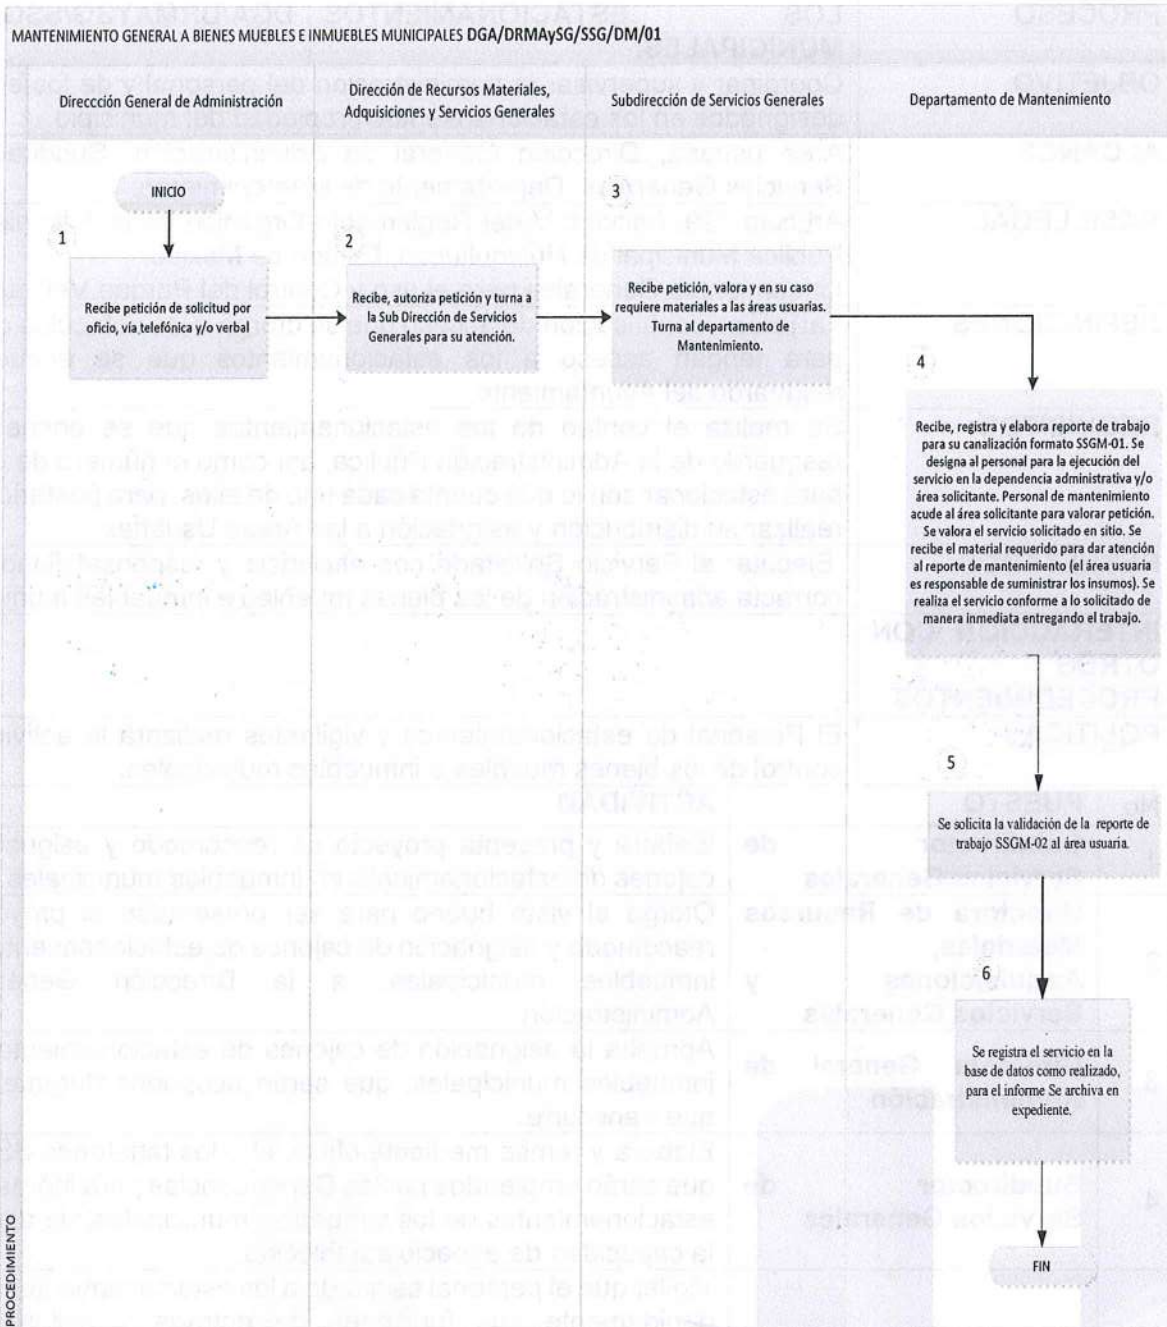 MANTENIMIENTO GENERAL A BIENES MUEBLES E INMUEBLES MUNICIPALES DGA/DRMAySG/SSG/DM/01
Direccción General de Administración
Dirección de Recursos Materiales,
Adquisiciones y Servicios Generales
Subdirección de Servicios Generales
Departamento de Mantenimiento
INICIO
1
Recibe petición de solicitud por
oficio, vía telefónica y/o verbal
2
Recibe, autoriza petición y turna a
la Sub Dirección de Servicios
Generales para su atención.
3
Recibe petición, valora y en su caso
requiere materiales a las áreas usuarias.
Turna al departamento de
Mantenimiento.
4
Recibe, registra y elabora reporte de trabajo
para su canalización formato SSGM-01. Se
designa al personal para la ejecución del
servicio en la dependencia administrativa y/o
área solicitante. Personal de mantenimiento
acude al área solicitante para valorar petición.
Se valora el servicio solicitado en sitio. Se
recibe el material requerido para dar atención
al reporte de mantenimiento (el área usuaria
es responsable de suministrar los insumos). Se
realiza el servicio conforme a lo solicitado de
manera inmediata entregando el trabajo.
5
Se solicita la validación de la reporte de
trabajo SSGM-02 al área usuaria.
6
Se registra el servicio en la
base de datos como realizado,
para el informe Se archiva en
expediente.
FIN
PROCEDIMIENTO